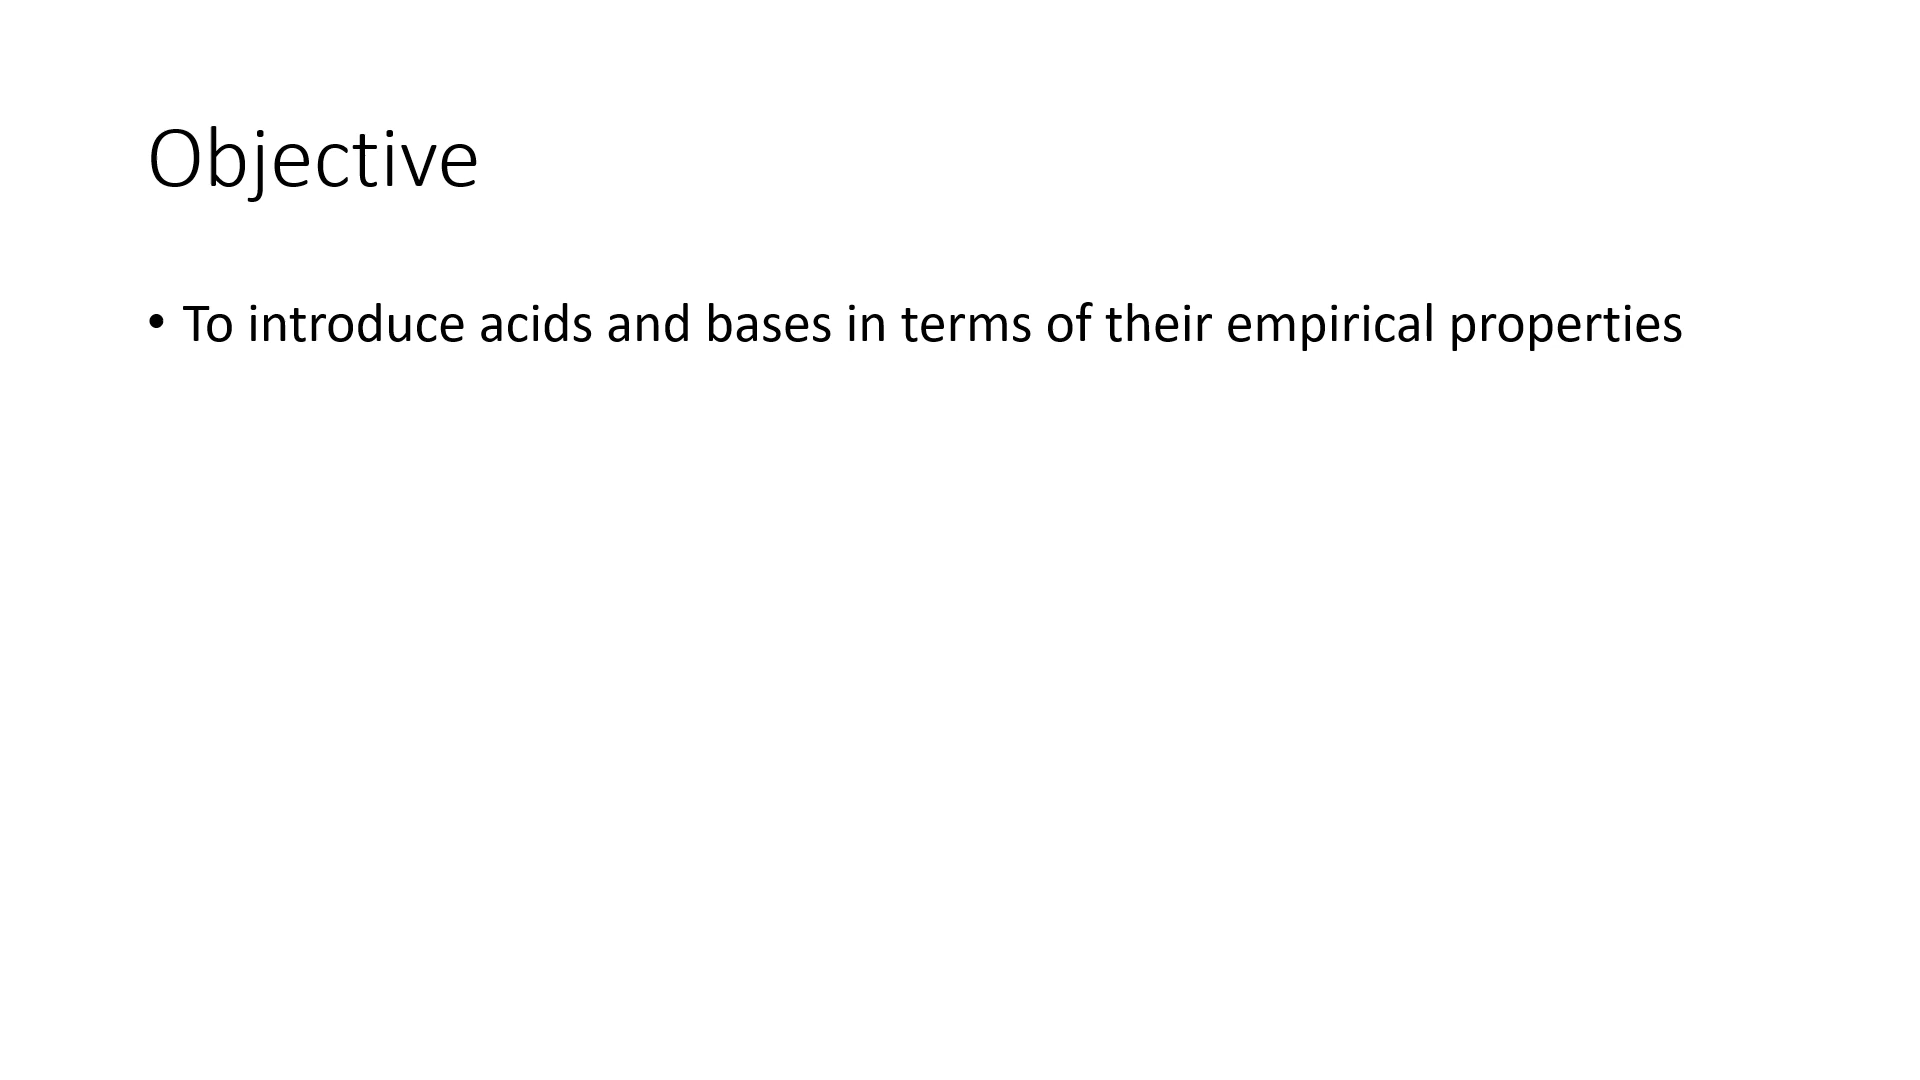 Objective
• To introduce acids and bases in terms of their empirical properties